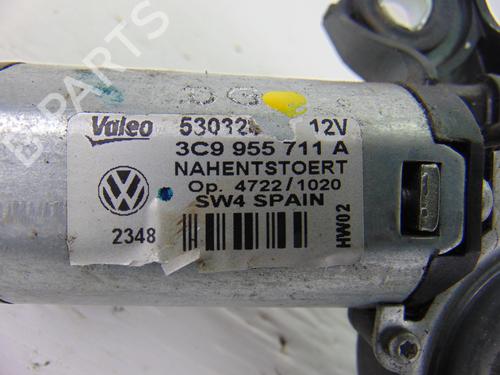 B-PARTS
Valeo 12V
3C9 955 711 A
NAHENTSTOERT
Op. 4722/1020
SW4 SPAIN
2348
HW02